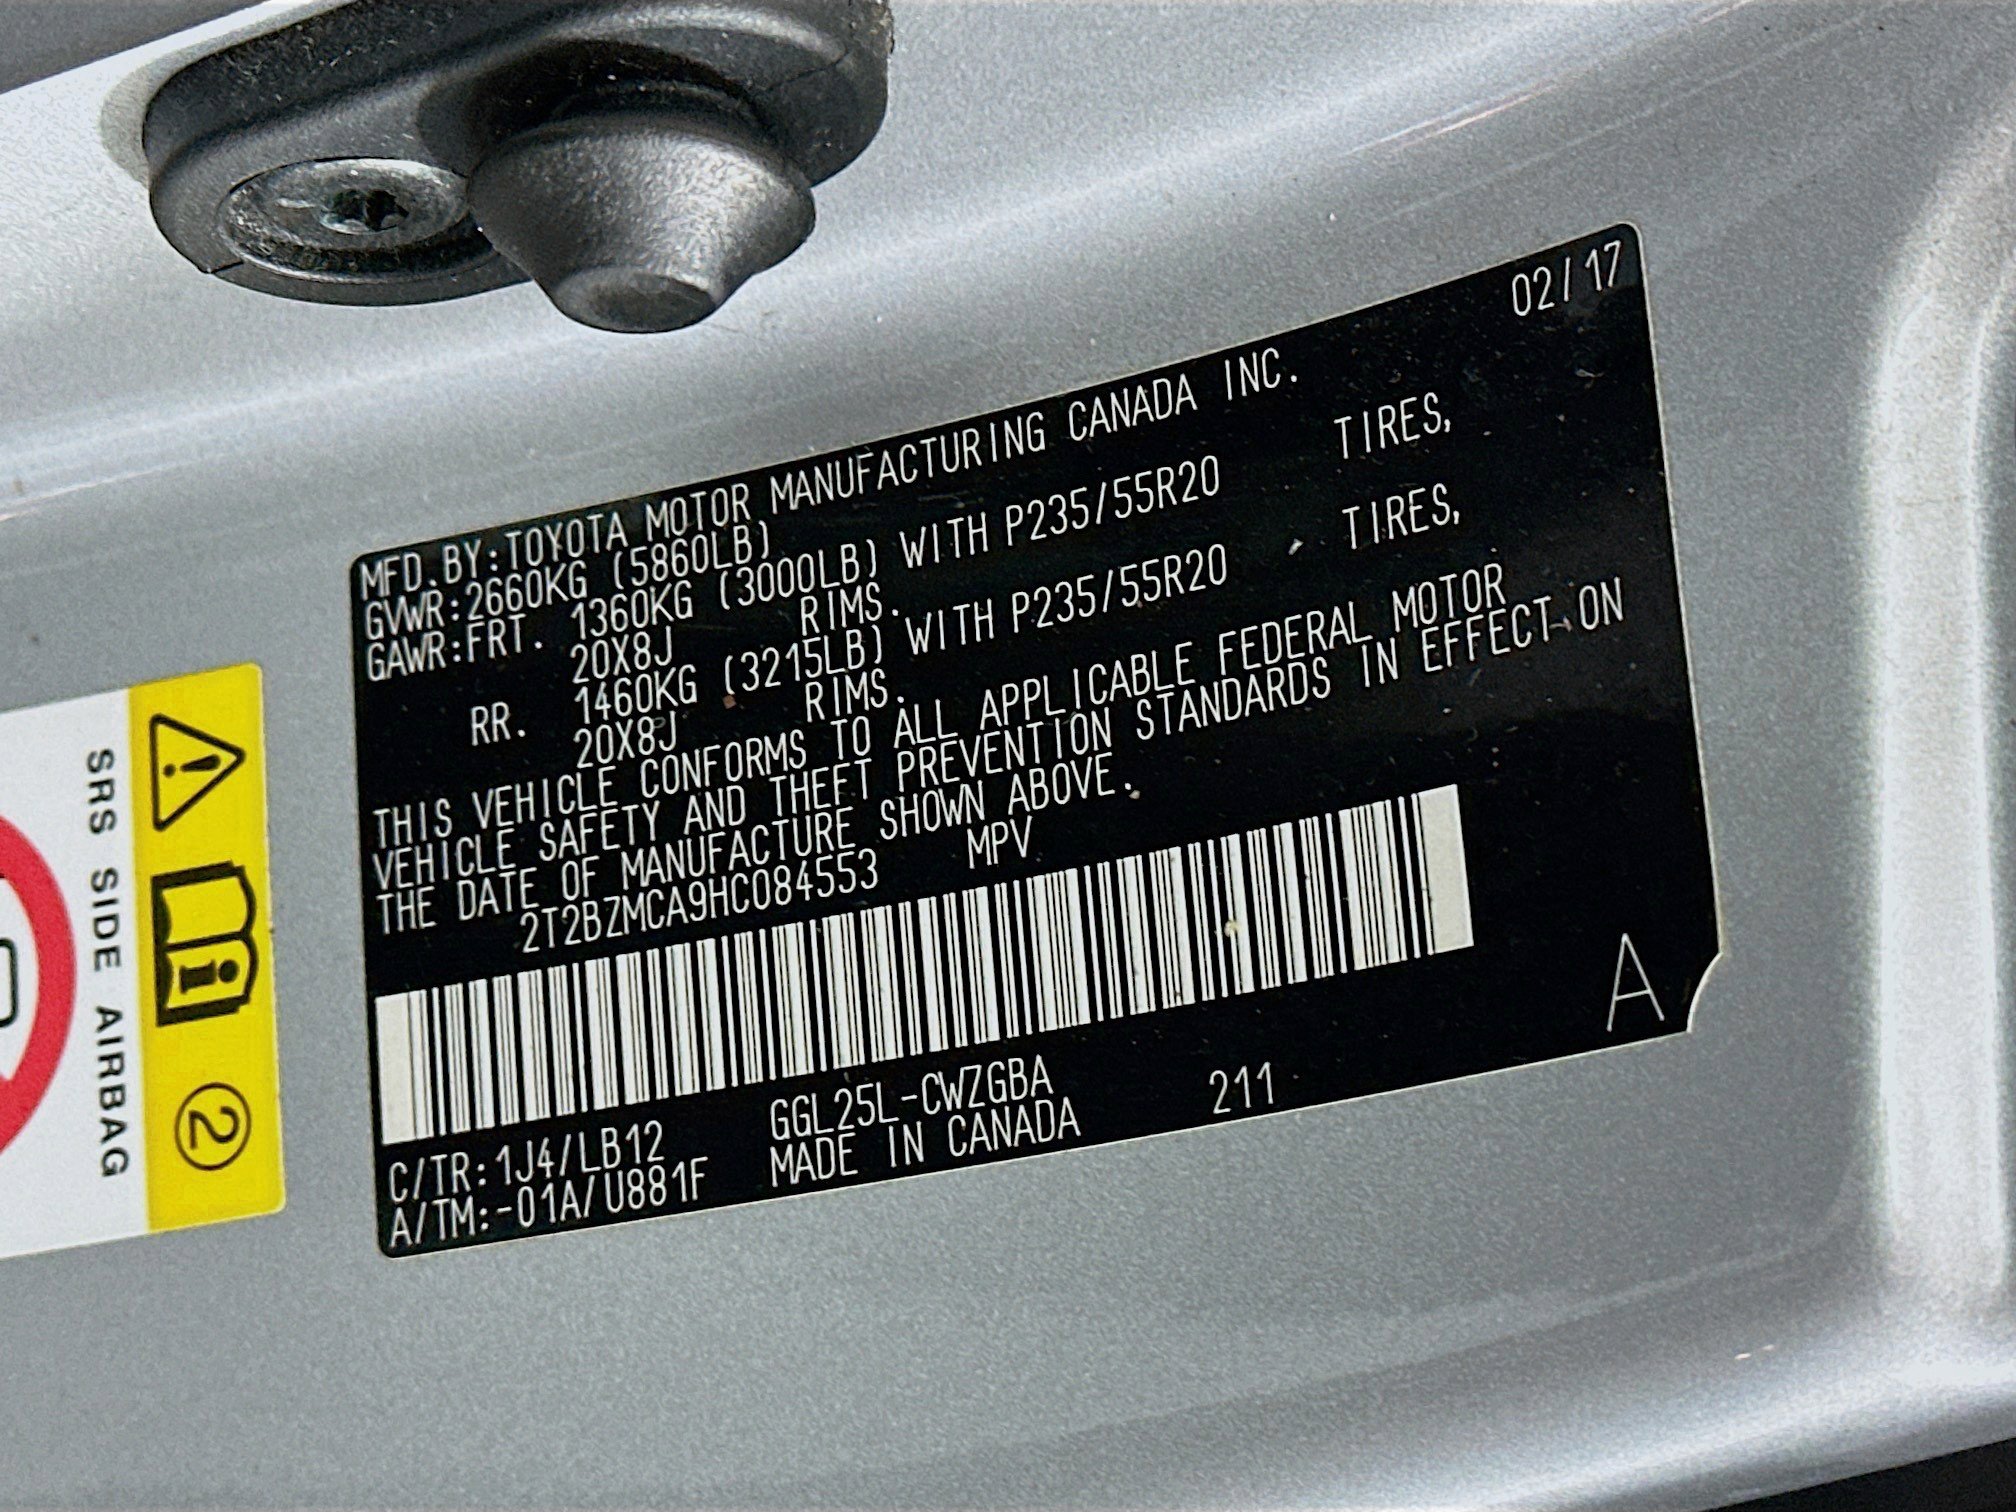 02/17
MFD.BY:TOYOTA MOTOR MANUFACTURING CANADA INC.
GVWR:2660KG (5860LB)
GAWR:FRT. 1360KG (3000LB) WITH P235/55R20 TIRES,
20X8J RIMS.
RR. 1460KG (3215LB) WITH P235/55R20 TIRES,
20X8J RIMS.
THIS VEHICLE CONFORMS TO ALL APPLICABLE FEDERAL MOTOR
VEHICLE SAFETY AND THEFT PREVENTION STANDARDS IN EFFECT ON
THE DATE OF MANUFACTURE SHOWN ABOVE.
2T2BZMCA9HC084553 MPV
A
C/TR:1J4/LB12 GGL25L-CWZGBA 211
A/TM:-01A/U881F MADE IN CANADA
SRS SIDE AIRBAG
2